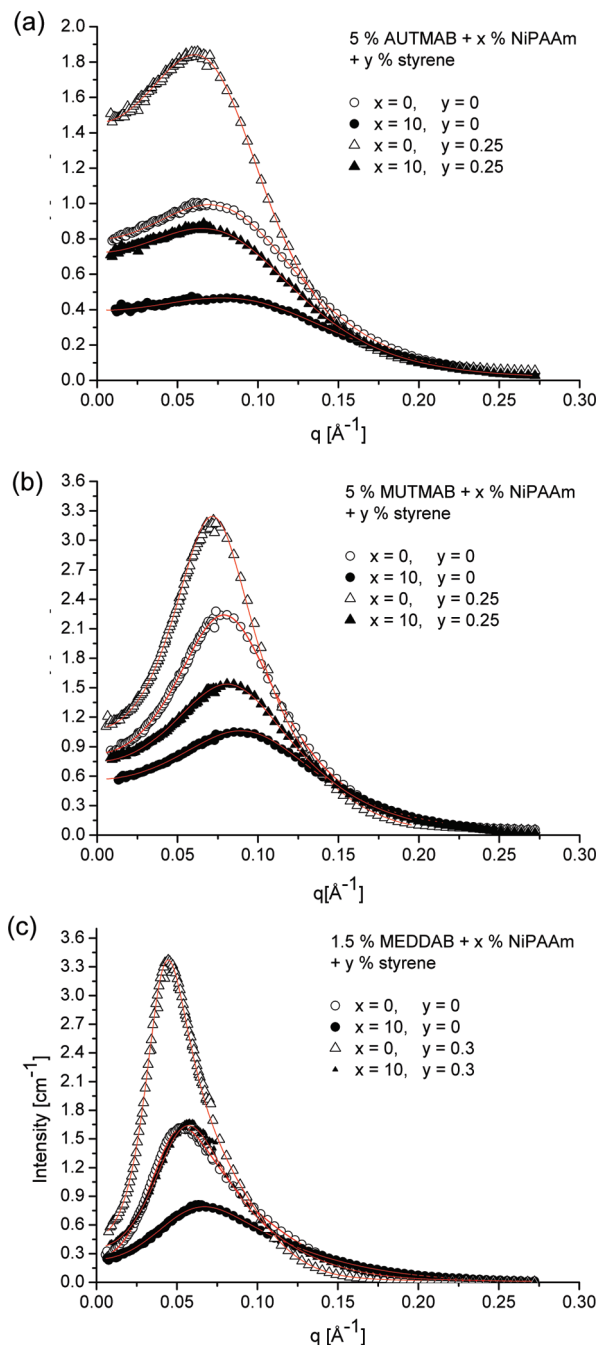 (a)
5 % AUTMAB + x % NiPAAm
+ y % styrene
x = 0, y = 0
x = 10, y = 0
x = 0, y = 0.25
x = 10, y = 0.25
2.0
1.8
1.6
1.4
1.2
1.0
0.8
0.6
0.4
0.2
0.0
0.00 0.05 0.10 0.15 0.20 0.25 0.30
q [Å-1]
(b)
5 % MUTMAB + x % NiPAAm
+ y % styrene
x = 0, y = 0
x = 10, y = 0
x = 0, y = 0.25
x = 10, y = 0.25
3.6
3.3
3.0
2.7
2.4
2.1
1.8
1.5
1.2
0.9
0.6
0.3
0.0
0.00 0.05 0.10 0.15 0.20 0.25 0.30
q[Å-1]
(c)
1.5 % MEDDAB + x % NiPAAm
+ y % styrene
x = 0, y = 0
x = 10, y = 0
x = 0, y = 0.3
x = 10, y = 0.3
Intensity [cm-1]
3.6
3.3
3.0
2.7
2.4
2.1
1.8
1.5
1.2
0.9
0.6
0.3
0.0
0.00 0.05 0.10 0.15 0.20 0.25 0.30
q[Å-1]